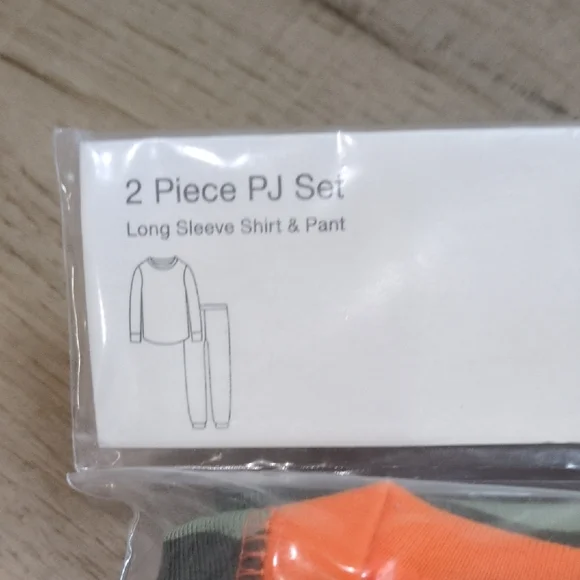 2 Piece PJ Set
Long Sleeve Shirt & Pant